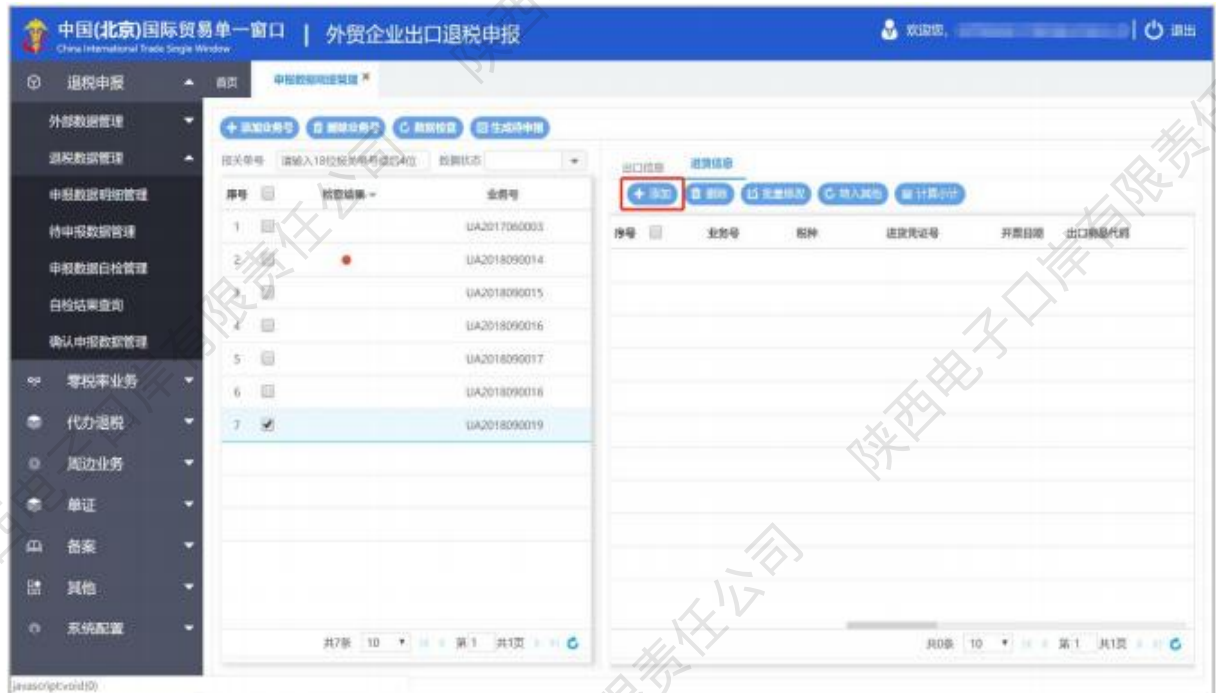 中国(北京)国际贸易单一窗口 | 外贸企业出口退税申报
China International Trade Single Window
欢迎您, 退出
退税申报
首页 申报数据明细管理
外部数据管理
退税数据管理
申报数据明细管理
待申报数据管理
申报数据自检管理
自检结果查询
确认申报数据管理
零税率业务
代办退税
周边业务
单证
备案
其他
系统配置
+ 添加业务号 删除业务号 数据检查 生成待申报
报关单号 请输入18位报关单号或后4位 数据状态
序号 检查结果 业务号
1 UA2017060003
2 UA2018090014
3 UA2018090015
4 UA2018090016
5 UA2018090017
6 UA2018090018
7 UA2018090019
共7条 10 第1 共1页
出口信息 进货信息
+ 添加 删除 批量修改 转入其他 计算小计
序号 业务号 税种 进货凭证号 开票日期 出口商品代码
共0条 10 第1 共1页
javascript:void(0)
陕西电子口岸有限责任公司